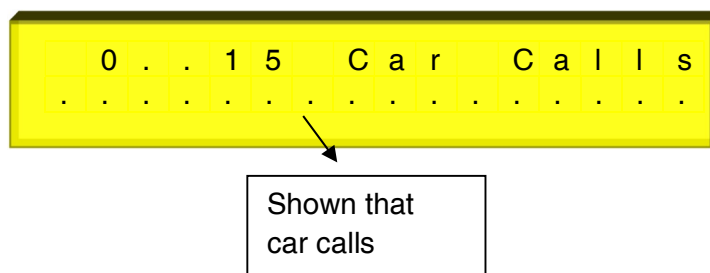 0..15 Car Calls
................
Shown that
car calls